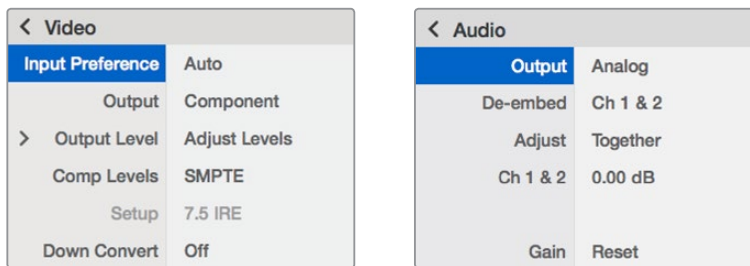 Video
Input Preference Auto
Output Component
Output Level Adjust Levels
Comp Levels SMPTE
Setup 7.5 IRE
Down Convert Off
Audio
Output Analog
De-embed Ch 1 & 2
Adjust Together
Ch 1 & 2 0.00 dB
Gain Reset